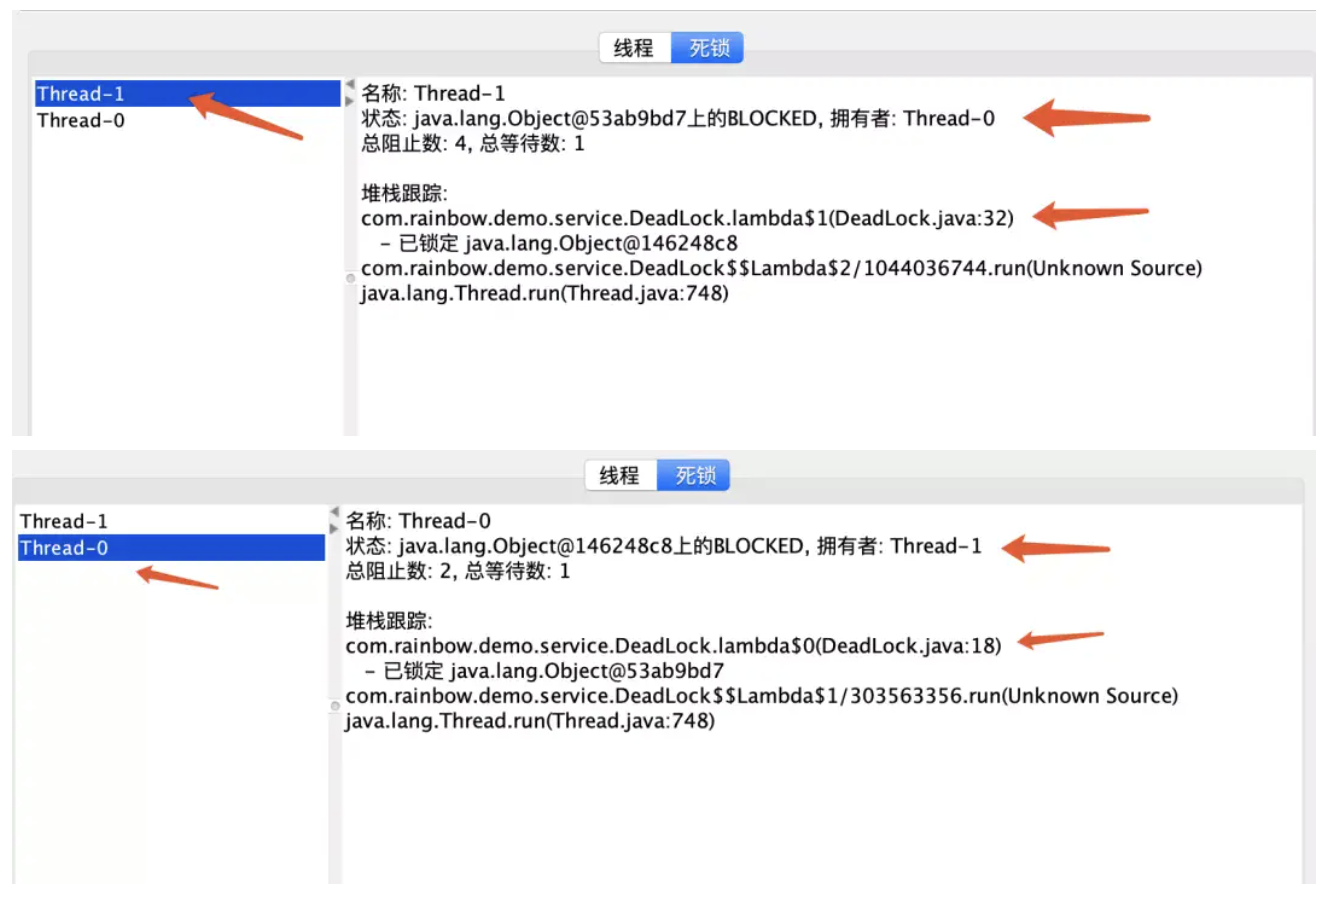 线程 死锁
Thread-1
Thread-0
名称: Thread-1
状态: java.lang.Object@53ab9bd7上的BLOCKED, 拥有者: Thread-0
总阻止数: 4, 总等待数: 1
堆栈跟踪:
com.rainbow.demo.service.DeadLock.lambda$1(DeadLock.java:32)
- 已锁定 java.lang.Object@146248c8
com.rainbow.demo.service.DeadLock$$Lambda$2/1044036744.run(Unknown Source)
java.lang.Thread.run(Thread.java:748)
线程 死锁
Thread-1
Thread-0
名称: Thread-0
状态: java.lang.Object@146248c8上的BLOCKED, 拥有者: Thread-1
总阻止数: 2, 总等待数: 1
堆栈跟踪:
com.rainbow.demo.service.DeadLock.lambda$0(DeadLock.java:18)
- 已锁定 java.lang.Object@53ab9bd7
com.rainbow.demo.service.DeadLock$$Lambda$1/303563356.run(Unknown Source)
java.lang.Thread.run(Thread.java:748)